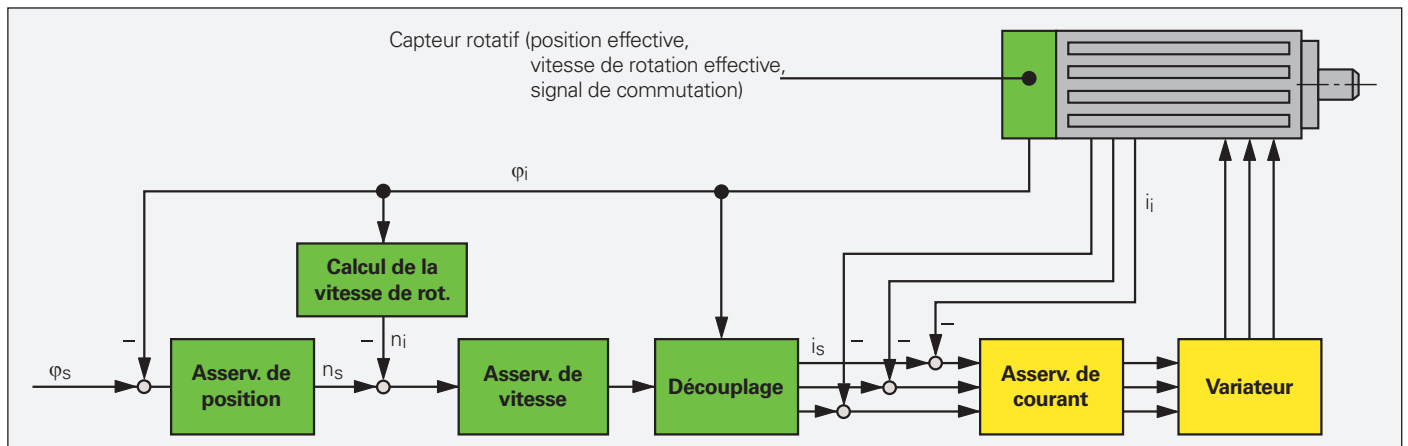 Capteur rotatif (position effective,
vitesse de rotation effective,
signal de commutation)
φi
ii
Calcul de la
vitesse de rot.
–
–
ni
is
–
–
–
φs
Asserv. de
position
ns
Asserv. de
vitesse
Découplage
Asserv. de
courant
Variateur